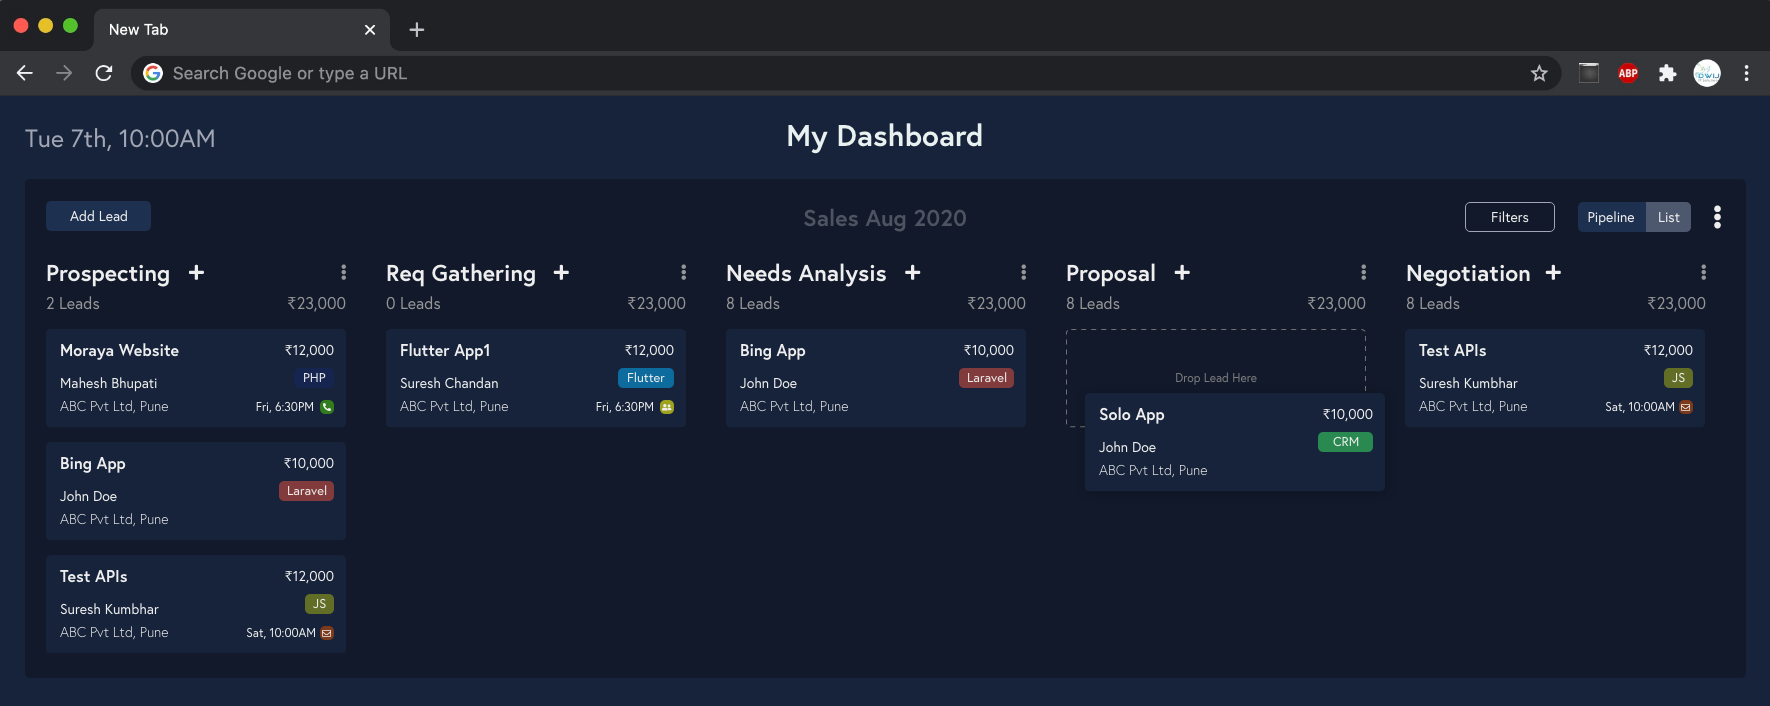 New Tab
Search Google or type a URL
ABP
Tue 7th, 10:00AM
My Dashboard
Add Lead
Sales Aug 2020
Filters
Pipeline
List
Prospecting +
2 Leads ₹23,000
Moraya Website ₹12,000
Mahesh Bhupati PHP
ABC Pvt Ltd, Pune Fri, 6:30PM
Bing App ₹10,000
John Doe Laravel
ABC Pvt Ltd, Pune
Test APIs ₹12,000
Suresh Kumbhar JS
ABC Pvt Ltd, Pune Sat, 10:00AM
Req Gathering +
0 Leads ₹23,000
Flutter App1 ₹12,000
Suresh Chandan Flutter
ABC Pvt Ltd, Pune Fri, 6:30PM
Needs Analysis +
8 Leads ₹23,000
Bing App ₹10,000
John Doe Laravel
ABC Pvt Ltd, Pune
Proposal +
8 Leads ₹23,000
Drop Lead Here
Solo App ₹10,000
John Doe CRM
ABC Pvt Ltd, Pune
Negotiation +
8 Leads ₹23,000
Test APIs ₹12,000
Suresh Kumbhar JS
ABC Pvt Ltd, Pune Sat, 10:00AM